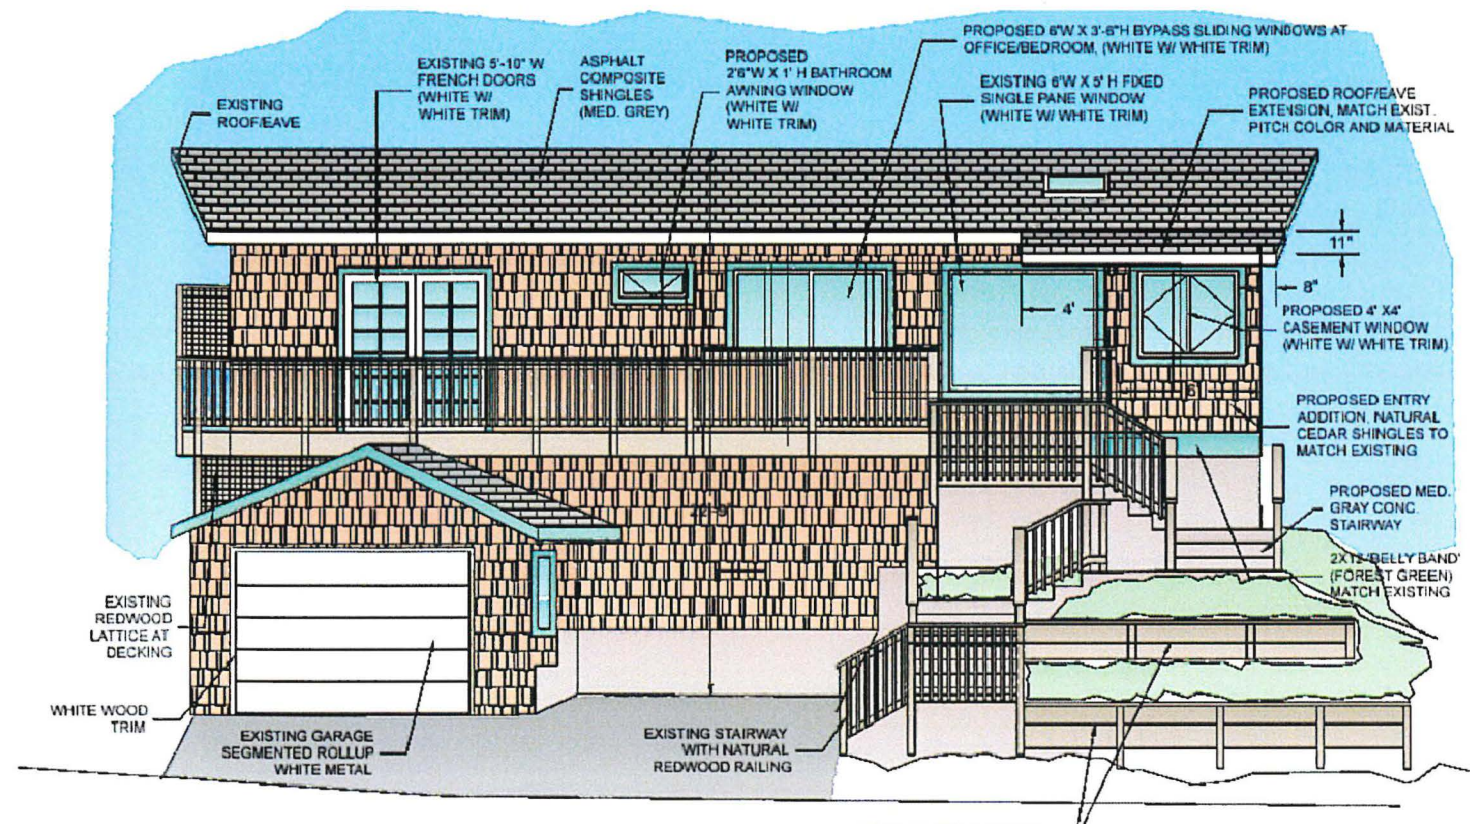 EXISTING
ROOF/EAVE
EXISTING 5'-10" W
FRENCH DOORS
(WHITE W/
WHITE TRIM)
ASPHALT
COMPOSITE
SHINGLES
(MED. GREY)
PROPOSED
2'6"W X 1' H BATHROOM
AWNING WINDOW
(WHITE W/
WHITE TRIM)
PROPOSED 6'W X 3'-6"H BYPASS SLIDING WINDOWS AT
OFFICE/BEDROOM, (WHITE W/ WHITE TRIM)
EXISTING 6'W X 5' H FIXED
SINGLE PANE WINDOW
(WHITE W/ WHITE TRIM)
PROPOSED ROOF/EAVE
EXTENSION, MATCH EXIST.
PITCH COLOR AND MATERIAL
11"
8"
4'
PROPOSED 4' X4'
CASEMENT WINDOW
(WHITE W/ WHITE TRIM)
6'
PROPOSED ENTRY
ADDITION, NATURAL
CEDAR SHINGLES TO
MATCH EXISTING
PROPOSED MED.
GRAY CONC.
STAIRWAY
2X12 'BELLY BAND'
(FOREST GREEN)
MATCH EXISTING
22'-9"
EXISTING
REDWOOD
LATTICE AT
DECKING
WHITE WOOD
TRIM
EXISTING GARAGE
SEGMENTED ROLLUP
WHITE METAL
EXISTING STAIRWAY
WITH NATURAL
REDWOOD RAILING